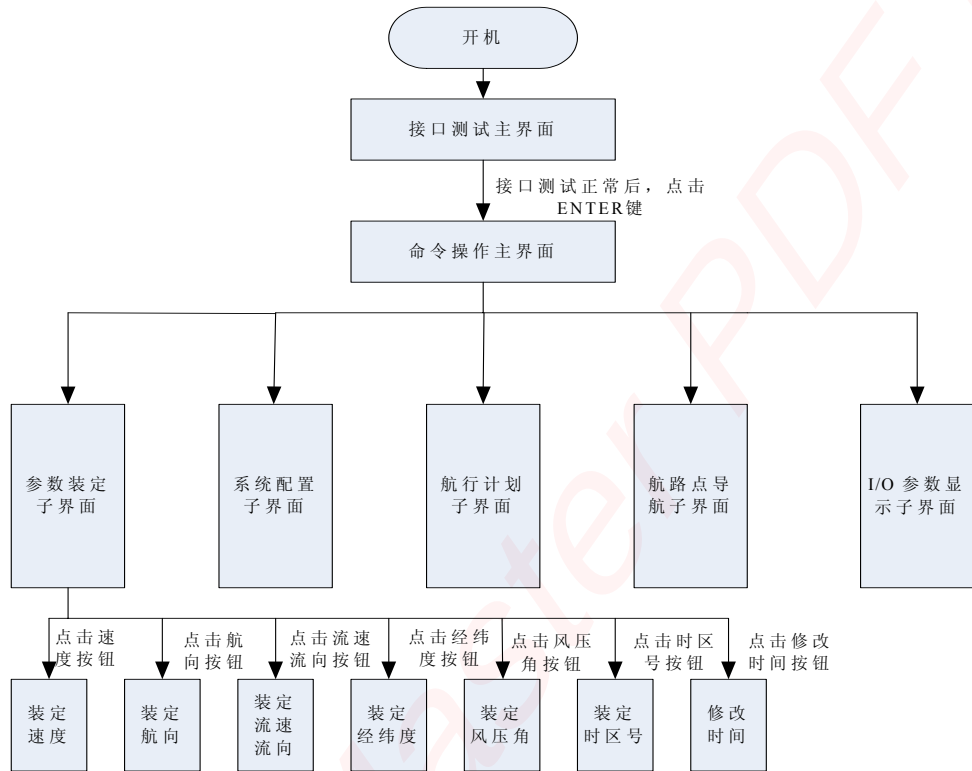 开机
接口测试主界面
接口测试正常后，点击
ENTER键
命令操作主界面
参数装定
子界面
系统配置
子界面
航行计划
子界面
航路点导
航子界面
I/O 参数显
示子界面
点击速
度按钮
点击航
向按钮
点击流速
流向按钮
点击经纬
度按钮
点击风压
角按钮
点击时区
号按钮
点击修改
时间按钮
装定
速度
装定
航向
装定
流速
流向
装定
经纬度
装定
风压角
装定
时区号
修改
时间
Master PDF